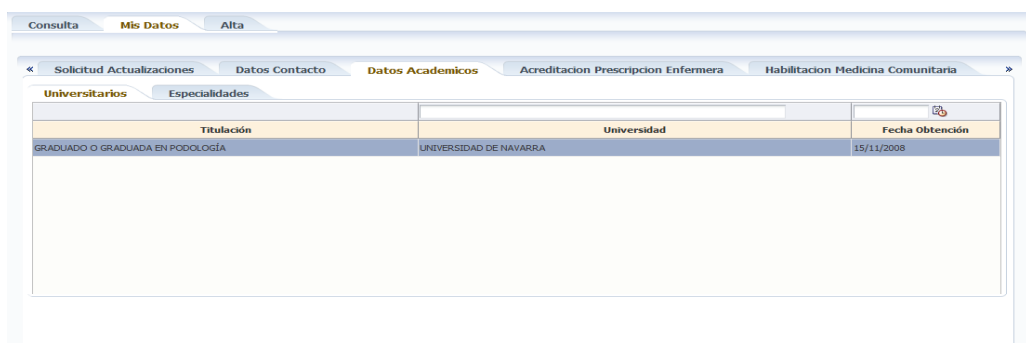 Consulta Mis Datos Alta
« Solicitud Actualizaciones Datos Contacto Datos Academicos Acreditacion Prescripcion Enfermera Habilitacion Medicina Comunitaria »
Universitarios Especialidades
Titulación Universidad Fecha Obtención
GRADUADO O GRADUADA EN PODOLOGÍA UNIVERSIDAD DE NAVARRA 15/11/2008